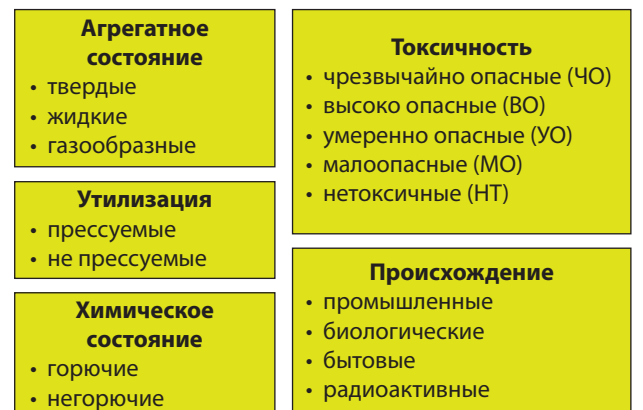 Агрегатное
состояние
• твердые
• жидкие
• газообразные
Утилизация
• прессуемые
• не прессуемые
Химическое
состояние
• горючие
• негорючие
Токсичность
• чрезвычайно опасные (ЧО)
• высоко опасные (ВО)
• умеренно опасные (УО)
• малоопасные (МО)
• нетоксичные (НТ)
Происхождение
• промышленные
• биологические
• бытовые
• радиоактивные